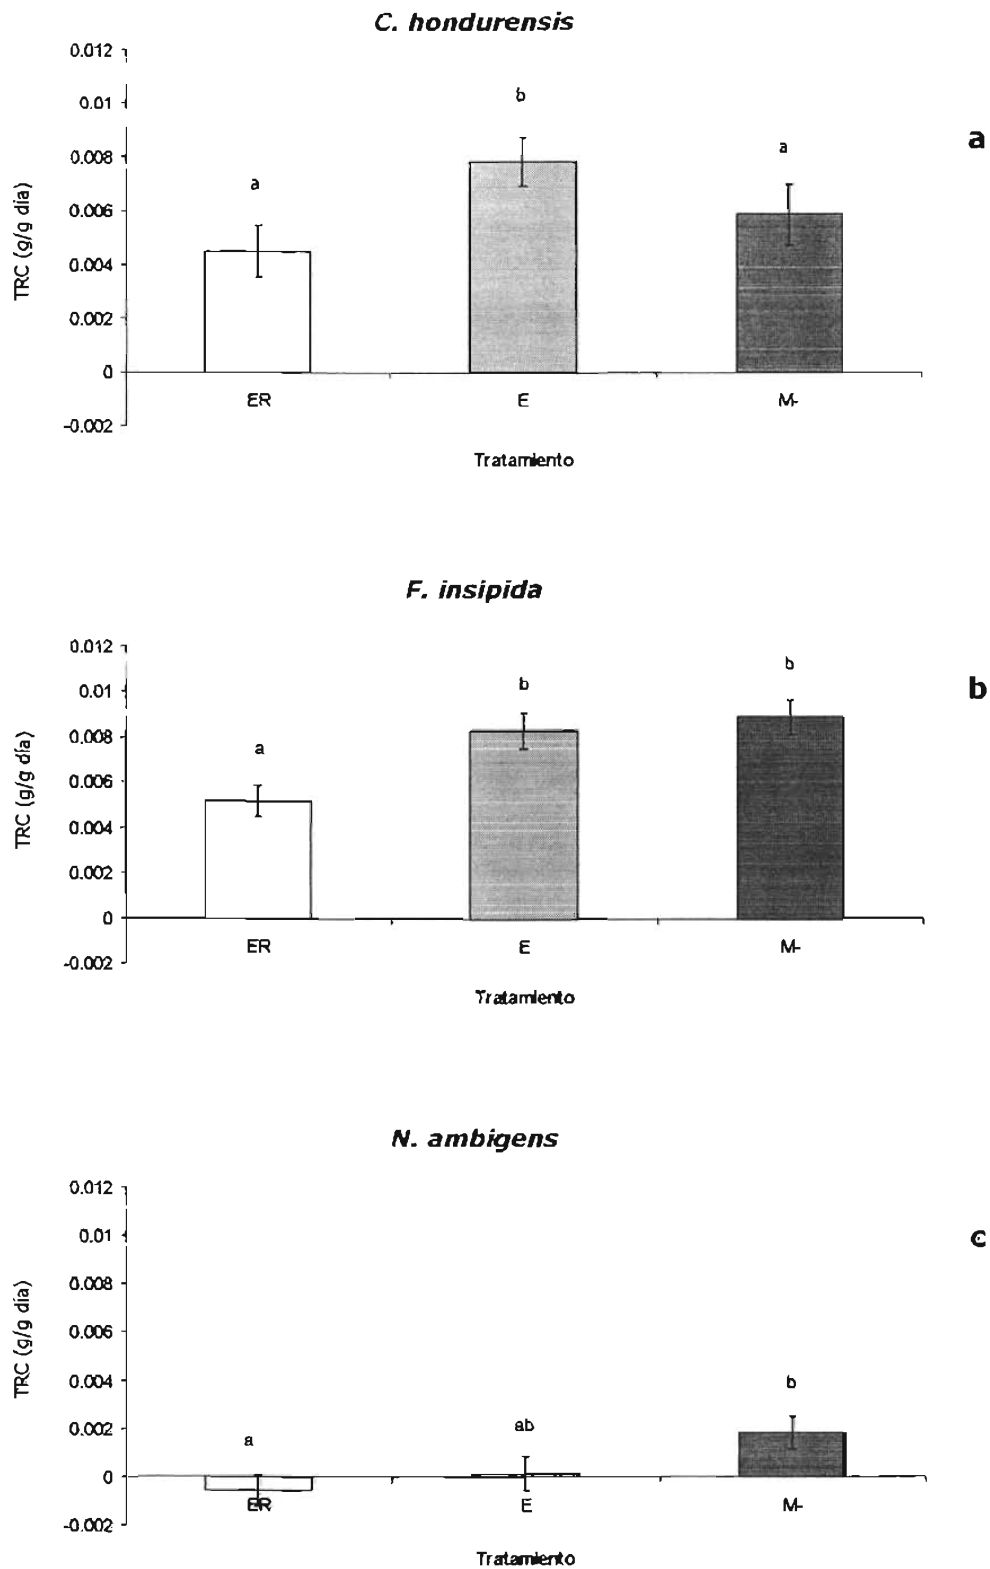 C. hondurensis
0.012
0.01
0.008
0.006
0.004
0.002
0
-0.002
TRC (g/g día)
a
b
a
a
ER
E
M-
Tratamiento
F. insipida
0.012
0.01
0.008
0.006
0.004
0.002
0
-0.002
TRC (g/g día)
a
b
b
b
ER
E
M-
Tratamiento
N. ambigens
0.012
0.01
0.008
0.006
0.004
0.002
0
-0.002
TRC (g/g día)
a
ab
b
c
ER
E
M-
Tratamiento